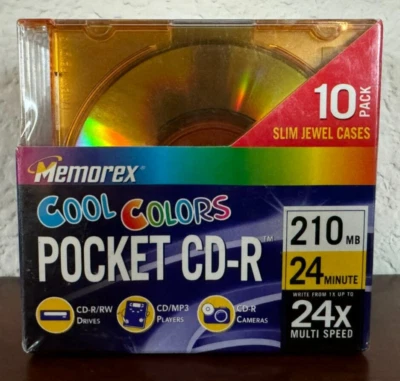 10
PACK
SLIM JEWEL CASES
Memorex®
COOL COLORS
POCKET CD-R™
210 MB
24 MINUTE
WRITE FROM 1X UP TO
24X
MULTI SPEED
CD-R/RW
DRIVES
CD/MP3
PLAYERS
CD-R
CAMERAS